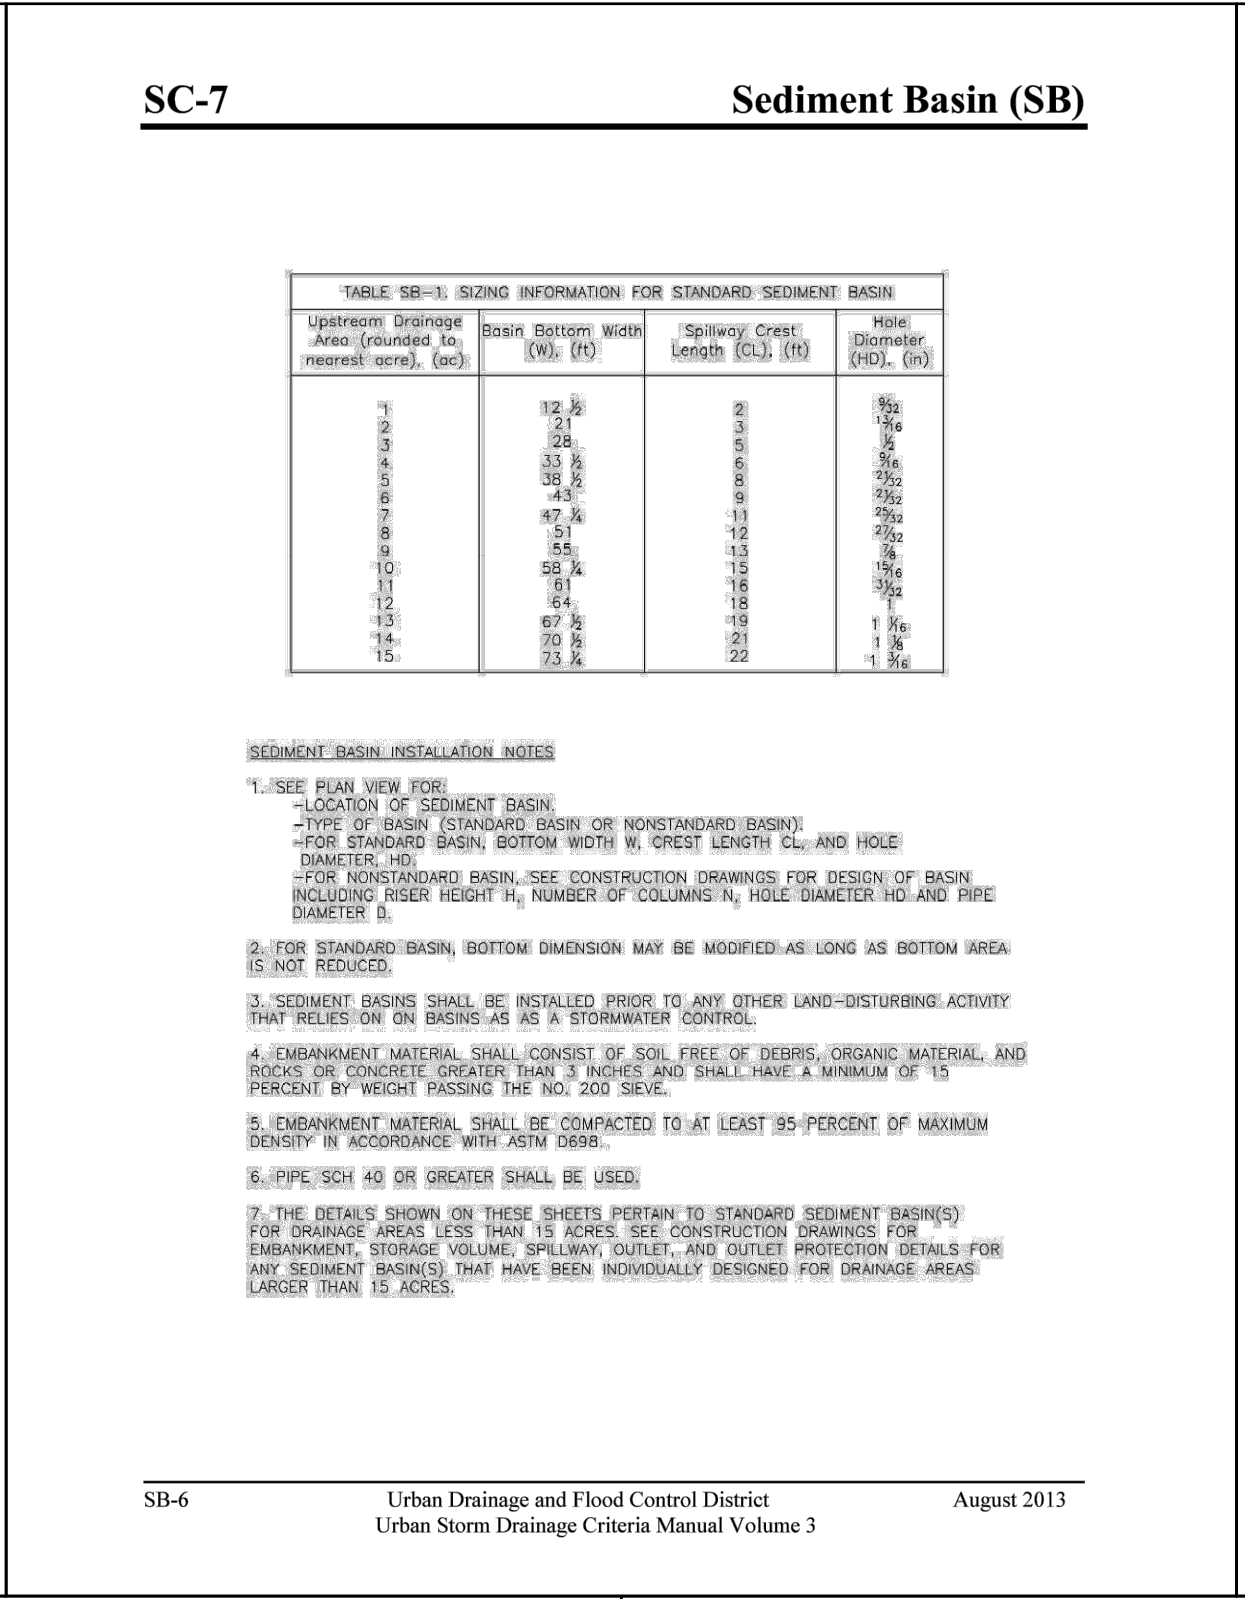 SC-7 Sediment Basin (SB)
TABLE SB-1. SIZING INFORMATION FOR STANDARD SEDIMENT BASIN
Upstream Drainage Area (rounded to nearest acre), (ac) Basin Bottom Width (W), (ft) Spillway Crest Length (CL), (ft) Hole Diameter (HD), (in)
1 12 ½ 2 9/32
2 21 3 13/16
3 28 5 ½
4 33 ½ 6 9/16
5 38 ½ 8 21/32
6 43 9 21/32
7 47 ¼ 11 25/32
8 51 12 27/32
9 55 13 7/8
10 58 ¼ 15 15/16
11 61 16 31/32
12 64 18 1
13 67 ½ 19 1 1/16
14 70 ½ 21 1 1/8
15 73 ¼ 22 1 3/16
SEDIMENT BASIN INSTALLATION NOTES
1. SEE PLAN VIEW FOR:
-LOCATION OF SEDIMENT BASIN.
-TYPE OF BASIN (STANDARD BASIN OR NONSTANDARD BASIN).
-FOR STANDARD BASIN, BOTTOM WIDTH W, CREST LENGTH CL, AND HOLE
DIAMETER, HD.
-FOR NONSTANDARD BASIN, SEE CONSTRUCTION DRAWINGS FOR DESIGN OF BASIN
INCLUDING RISER HEIGHT H, NUMBER OF COLUMNS N, HOLE DIAMETER HD AND PIPE
DIAMETER D.
2. FOR STANDARD BASIN, BOTTOM DIMENSION MAY BE MODIFIED AS LONG AS BOTTOM AREA
IS NOT REDUCED.
3. SEDIMENT BASINS SHALL BE INSTALLED PRIOR TO ANY OTHER LAND-DISTURBING ACTIVITY
THAT RELIES ON ON BASINS AS AS A STORMWATER CONTROL.
4. EMBANKMENT MATERIAL SHALL CONSIST OF SOIL FREE OF DEBRIS, ORGANIC MATERIAL, AND
ROCKS OR CONCRETE GREATER THAN 3 INCHES AND SHALL HAVE A MINIMUM OF 15
PERCENT BY WEIGHT PASSING THE NO. 200 SIEVE.
5. EMBANKMENT MATERIAL SHALL BE COMPACTED TO AT LEAST 95 PERCENT OF MAXIMUM
DENSITY IN ACCORDANCE WITH ASTM D698.
6. PIPE SCH 40 OR GREATER SHALL BE USED.
7. THE DETAILS SHOWN ON THESE SHEETS PERTAIN TO STANDARD SEDIMENT BASIN(S)
FOR DRAINAGE AREAS LESS THAN 15 ACRES. SEE CONSTRUCTION DRAWINGS FOR
EMBANKMENT, STORAGE VOLUME, SPILLWAY, OUTLET, AND OUTLET PROTECTION DETAILS FOR
ANY SEDIMENT BASIN(S) THAT HAVE BEEN INDIVIDUALLY DESIGNED FOR DRAINAGE AREAS
LARGER THAN 15 ACRES.
SB-6 Urban Drainage and Flood Control District August 2013
Urban Storm Drainage Criteria Manual Volume 3